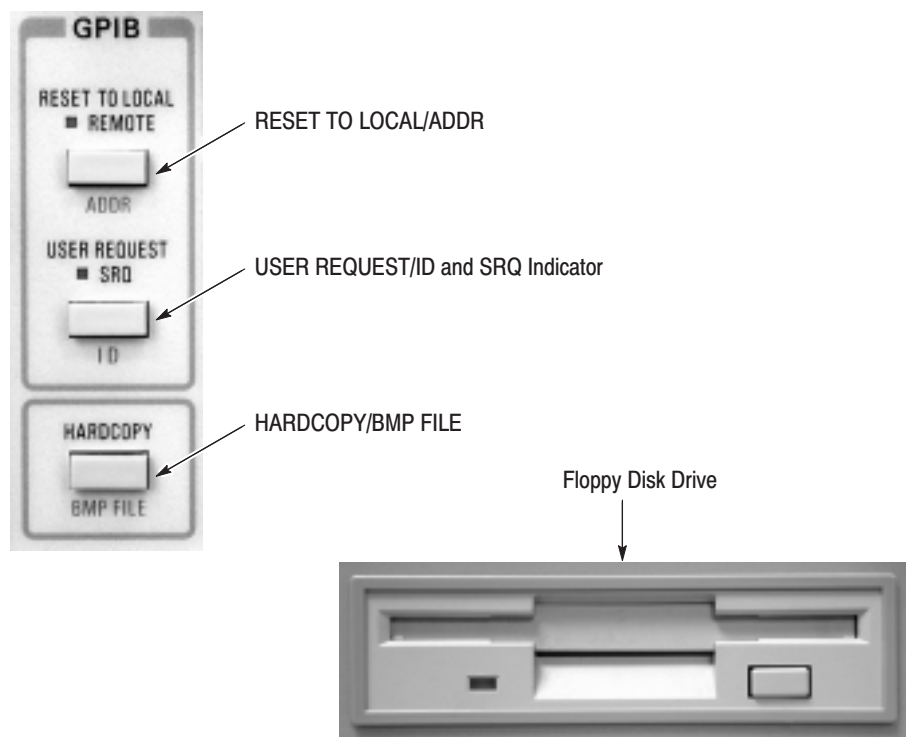 GPIB
RESET TO LOCAL
REMOTE
RESET TO LOCAL/ADDR
ADDR
USER REQUEST
SRQ
USER REQUEST/ID and SRQ Indicator
ID
HARDCOPY
HARDCOPY/BMP FILE
BMP FILE
Floppy Disk Drive